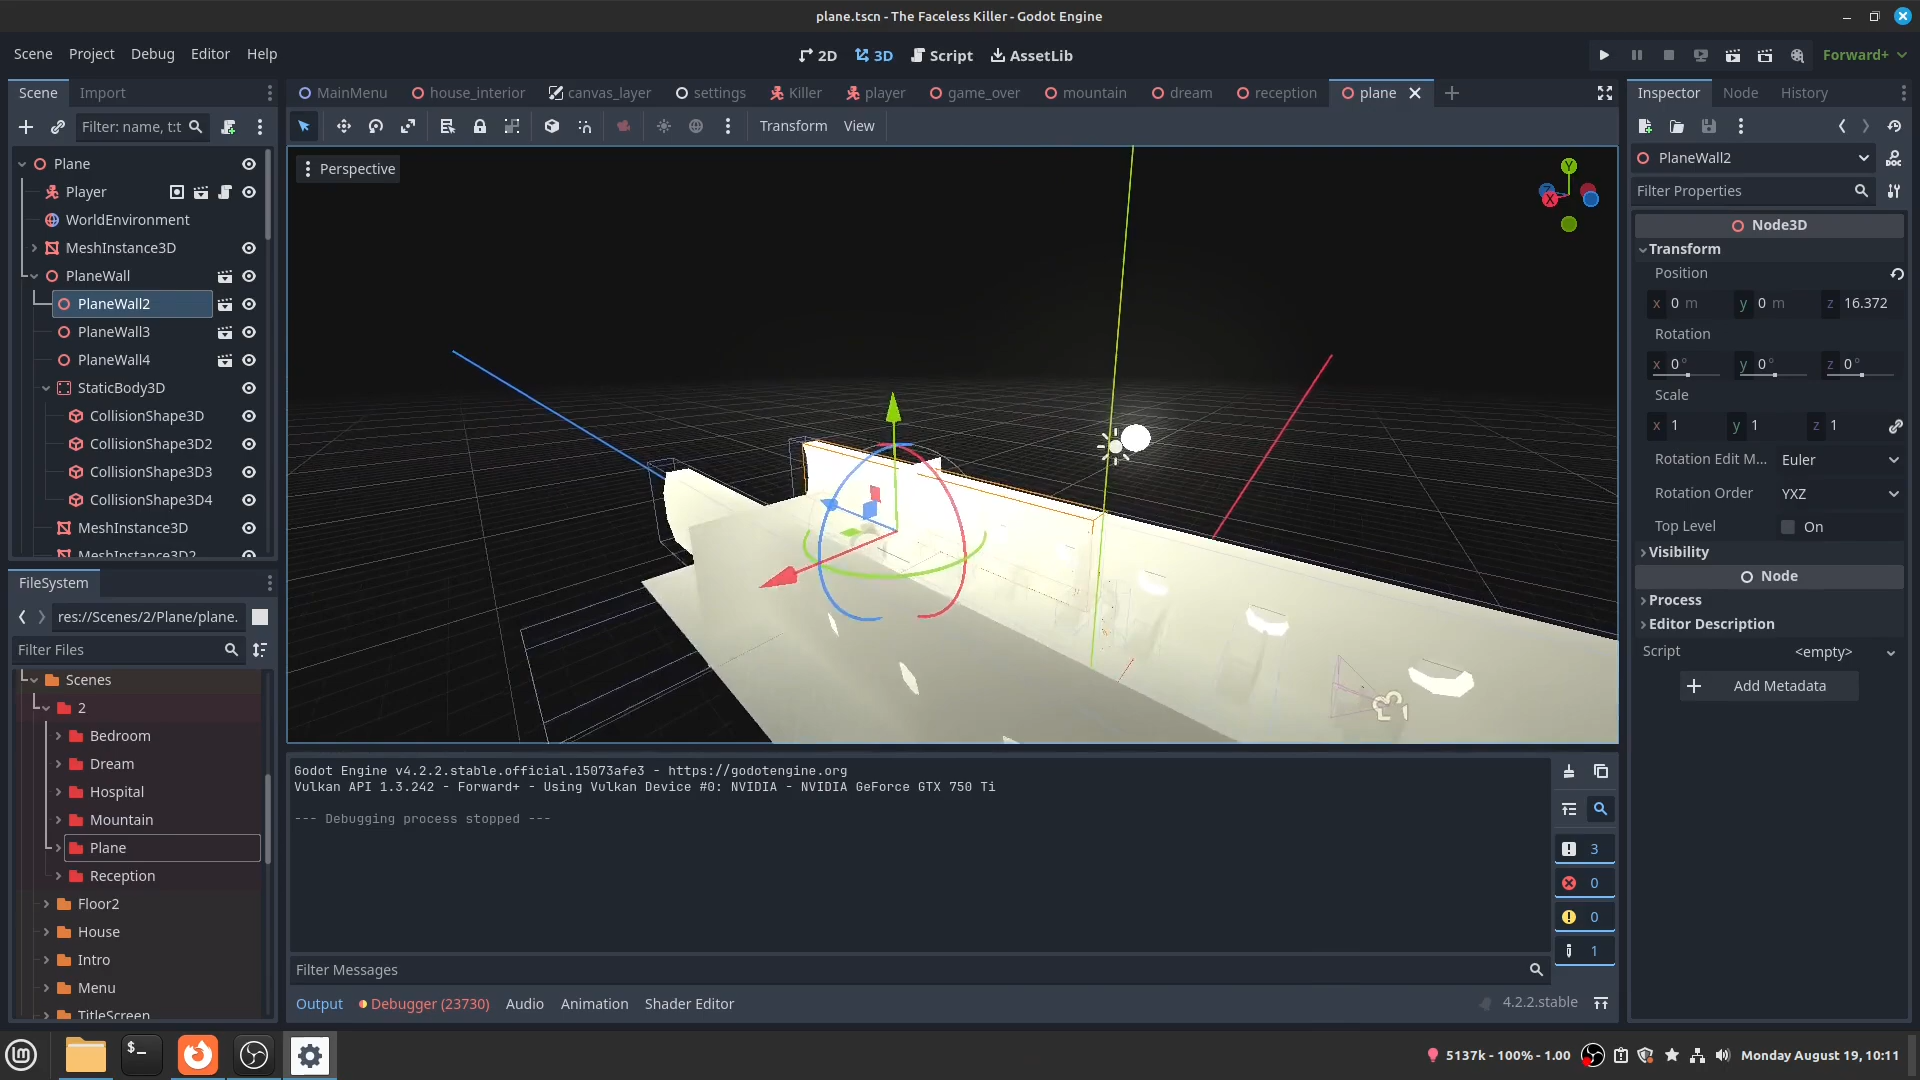 plane.tscn - The Faceless Killer - Godot Engine
Scene Project Debug Editor Help
2D 3D Script AssetLib
Forward+
Scene Import
MainMenu house_interior canvas_layer settings Killer player game_over mountain dream reception plane
Inspector Node History
Filter: name, t:t
Transform View
PlaneWall2
Filter Properties
Plane
Player
WorldEnvironment
MeshInstance3D
PlaneWall
PlaneWall2
PlaneWall3
PlaneWall4
StaticBody3D
CollisionShape3D
CollisionShape3D2
CollisionShape3D3
CollisionShape3D4
MeshInstance3D
MeshInstance3D2
Perspective
Y
Z
X
Node3D
Transform
Position
x 0 m y 0 m z 16.372
Rotation
x 0° y 0° z 0°
Scale
x 1 y 1 z 1
Rotation Edit M... Euler
Rotation Order YXZ
Top Level On
Visibility
Node
Process
Editor Description
Script <empty>
Add Metadata
FileSystem
res://Scenes/2/Plane/plane.
Filter Files
Scenes
2
Bedroom
Dream
Hospital
Mountain
Plane
Reception
Floor2
House
Intro
Menu
TitleScreen
Godot Engine v4.2.2.stable.official.15073afe3 - https://godotengine.org
Vulkan API 1.3.242 - Forward+ - Using Vulkan Device #0: NVIDIA - NVIDIA GeForce GTX 750 Ti
--- Debugging process stopped ---
3
0
0
1
Filter Messages
Output Debugger (23730) Audio Animation Shader Editor
4.2.2.stable
5137k - 100% - 1.00
Monday August 19, 10:11